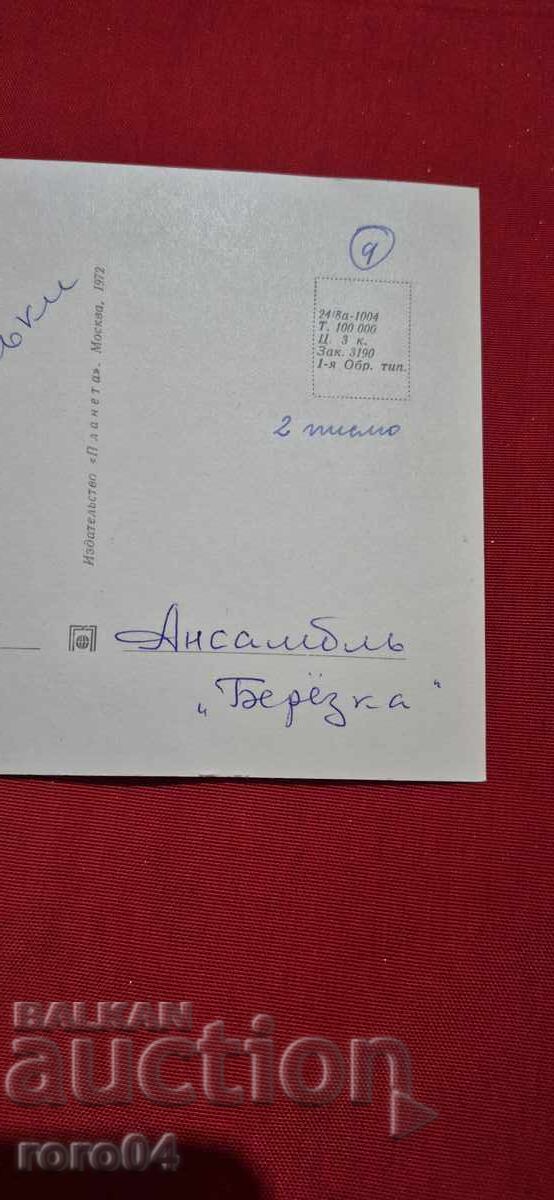 9
24/8а-1004
Т. 100 000
Ц. 3 к.
Зак. 3190
1-я Обр. тип.
2 письмо
Издательство «Планета». Москва, 1972
Ансамбль
„Берёзка"
BALKAN
auction
roro04